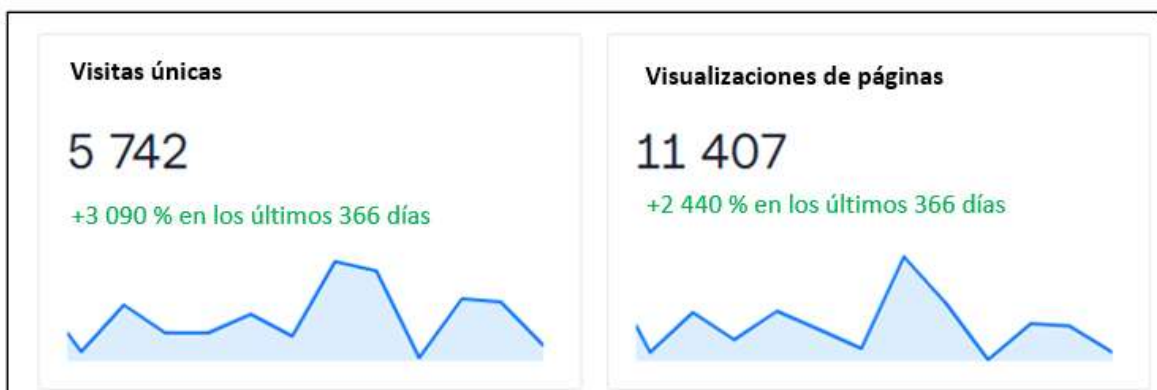 Visitas únicas
5 742
+3 090 % en los últimos 366 días
Visualizaciones de páginas
11 407
+2 440 % en los últimos 366 días